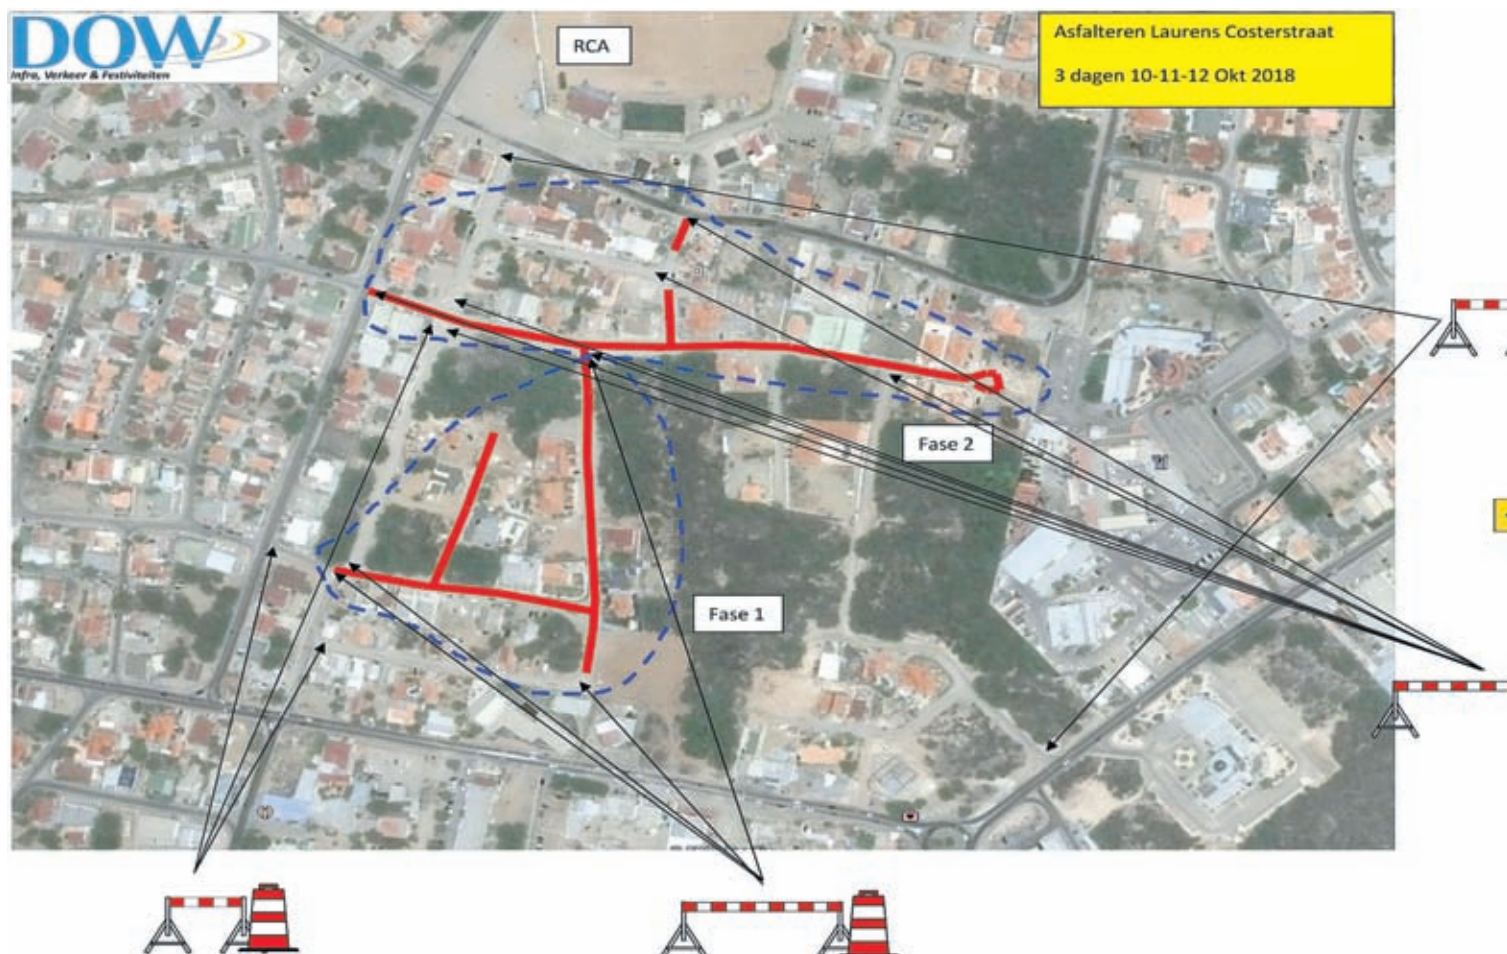 DOW
Infra, Verkeer & Festiviteiten
RCA
Asfalteren Laurens Costerstraat
3 dagen 10-11-12 Okt 2018
Fase 2
Fase 1